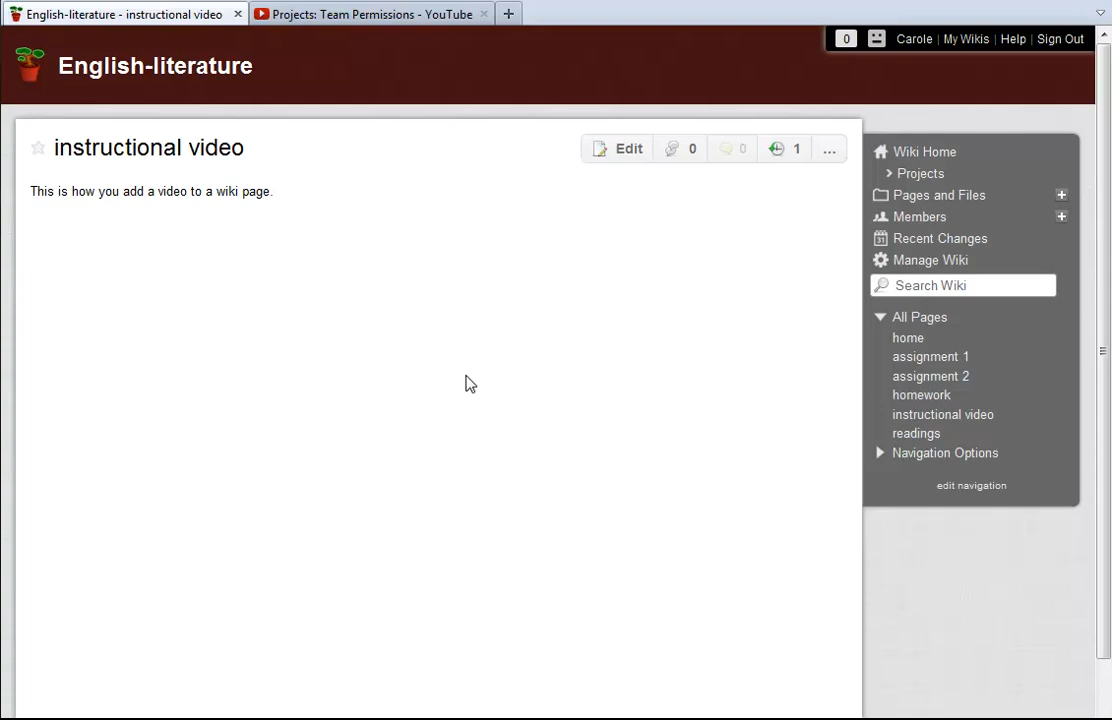 English-literature - instructional video
Projects: Team Permissions - YouTube
0 Carole | My Wikis | Help | Sign Out
English-literature
instructional video
Edit 0 0 1 ...
This is how you add a video to a wiki page.
Wiki Home
Projects
Pages and Files
Members
Recent Changes
Manage Wiki
Search Wiki
All Pages
home
assignment 1
assignment 2
homework
instructional video
readings
Navigation Options
edit navigation